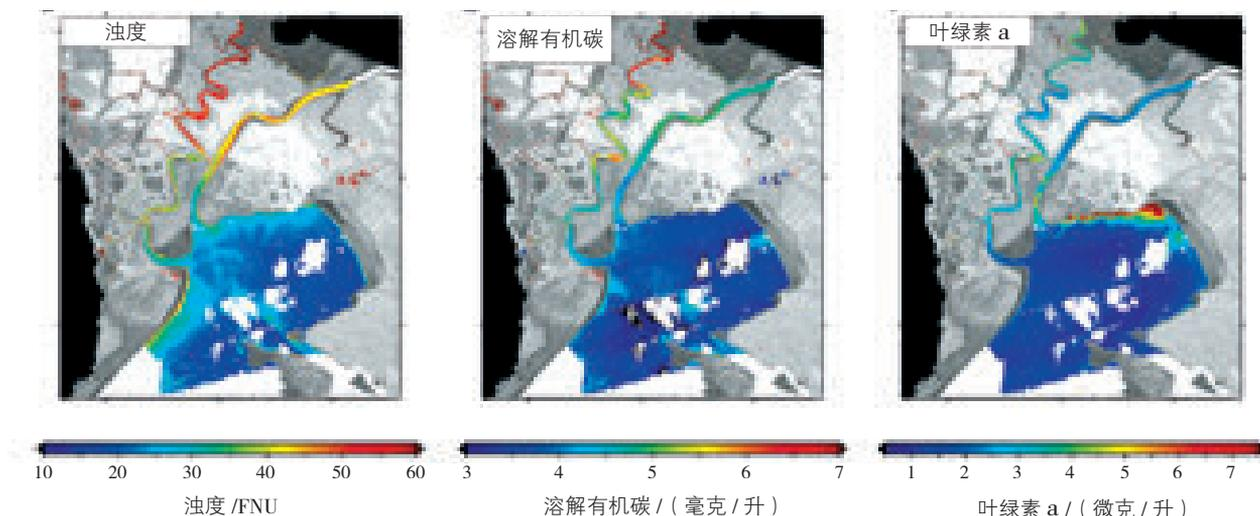 浊度
溶解有机碳
叶绿素 a
10 20 30 40 50 60
3 4 5 6 7
1 2 3 4 5 6 7
浊度 /FNU
溶解有机碳 /（毫克 / 升）
叶绿素 a /（微克 / 升）